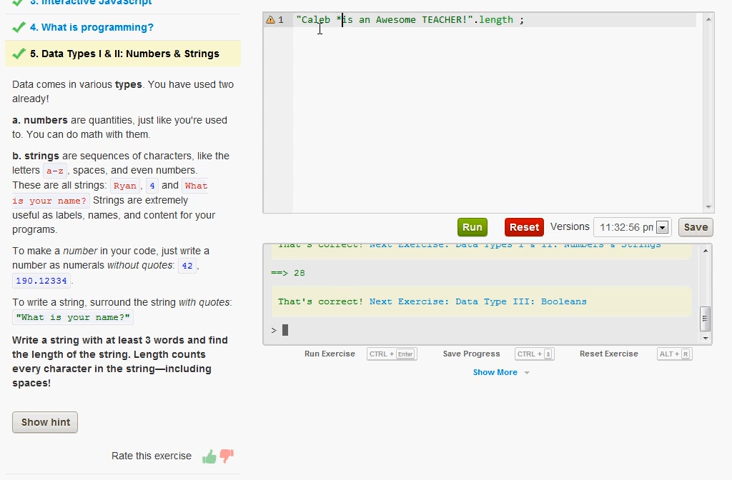 3. Interactive JavaScript
4. What is programming?
5. Data Types I & II: Numbers & Strings
Data comes in various types. You have used two
already!
a. numbers are quantities, just like you're used
to. You can do math with them.
b. strings are sequences of characters, like the
letters a-z, spaces, and even numbers.
These are all strings: Ryan, 4 and What
is your name? Strings are extremely
useful as labels, names, and content for your
programs.
To make a number in your code, just write a
number as numerals without quotes: 42,
190.12334.
To write a string, surround the string with quotes:
"What is your name?"
Write a string with at least 3 words and find
the length of the string. Length counts
every character in the string—including
spaces!
Show hint
Rate this exercise
1 "Caleb *is an Awesome TEACHER!".length ;
Run Reset Versions 11:32:56 pm Save
That's correct! Next Exercise: Data Types I & II: Numbers & Strings
==> 28
That's correct! Next Exercise: Data Type III: Booleans
>
Run Exercise CTRL + Enter Save Progress CTRL + S Reset Exercise ALT + R
Show More